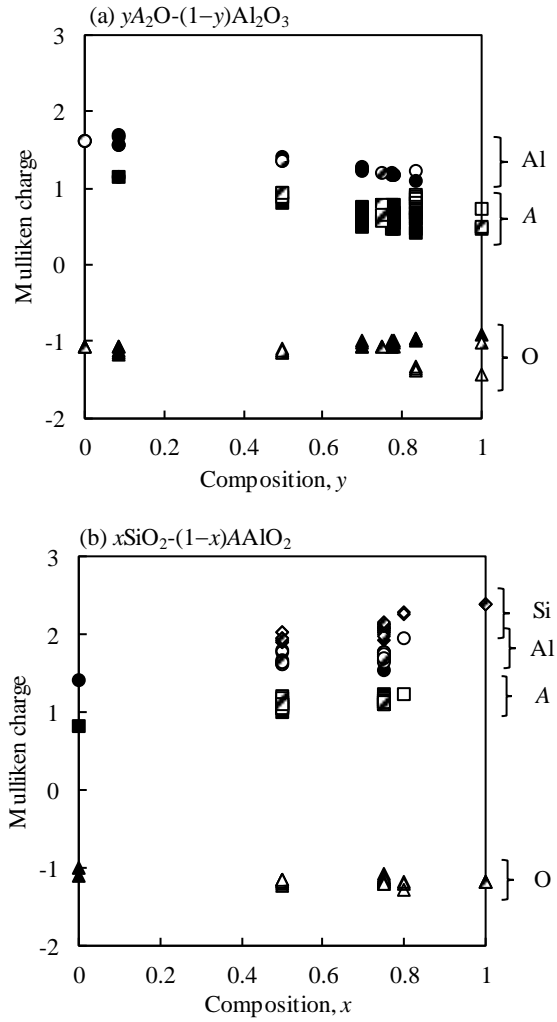 (a) yA₂O-(1−y)Al₂O₃
3
2
1
0
-1
-2
Mulliken charge
Al
A
O
0 0.2 0.4 0.6 0.8 1
Composition, y
(b) xSiO₂-(1−x)AAlO₂
3
2
1
0
-1
-2
Mulliken charge
Si
Al
A
O
0 0.2 0.4 0.6 0.8 1
Composition, x